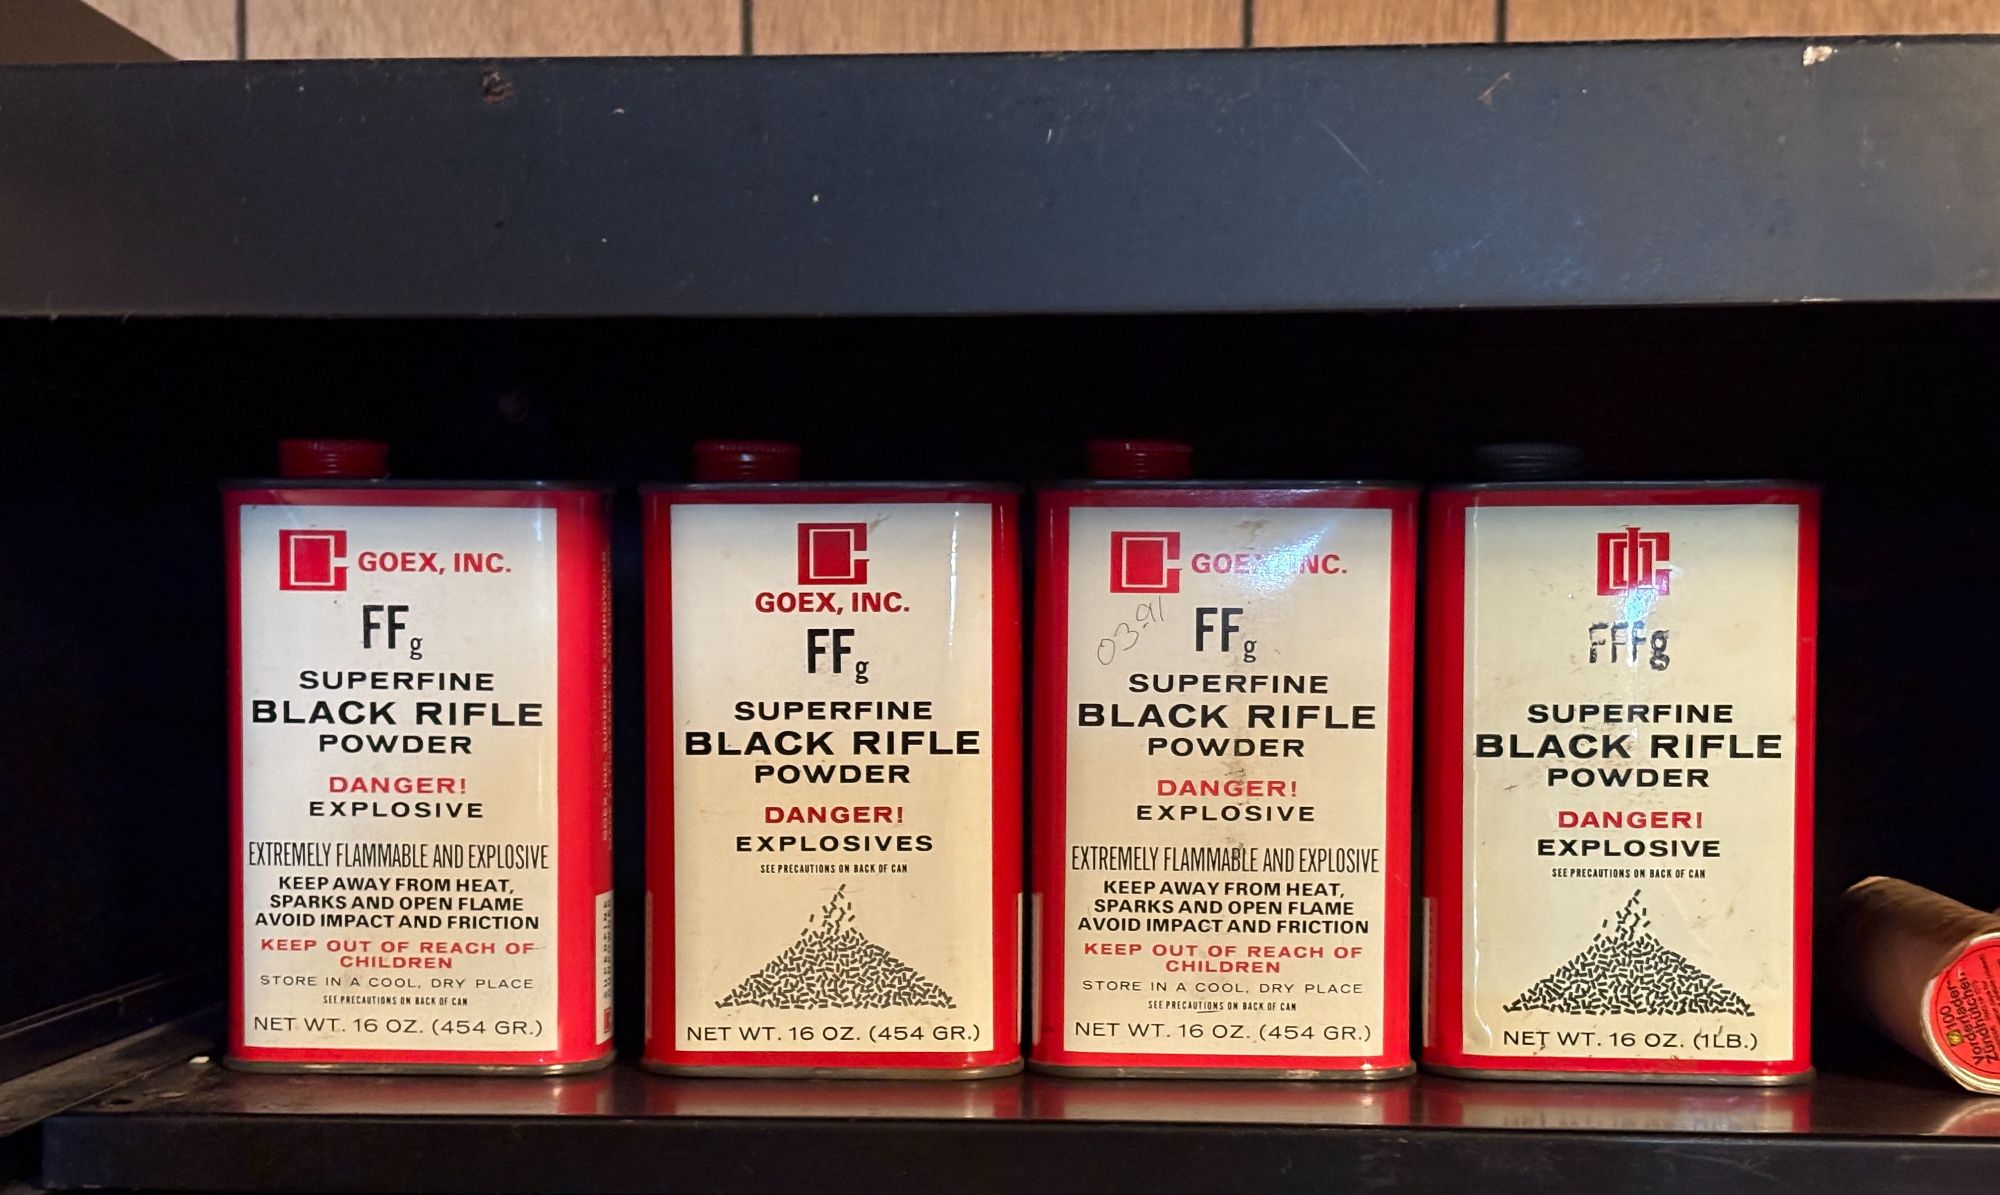 GOEX, INC.
FFg
SUPERFINE
BLACK RIFLE
POWDER
DANGER!
EXPLOSIVE
EXTREMELY FLAMMABLE AND EXPLOSIVE
KEEP AWAY FROM HEAT,
SPARKS AND OPEN FLAME
AVOID IMPACT AND FRICTION
KEEP OUT OF REACH OF
CHILDREN
STORE IN A COOL, DRY PLACE
SEE PRECAUTIONS ON BACK OF CAN
NET WT. 16 OZ. (454 GR.)
GOEX, INC.
FFg
SUPERFINE
BLACK RIFLE
POWDER
DANGER!
EXPLOSIVES
SEE PRECAUTIONS ON BACK OF CAN
NET WT. 16 OZ. (454 GR.)
GOEX, INC.
03-91
FFg
SUPERFINE
BLACK RIFLE
POWDER
DANGER!
EXPLOSIVE
EXTREMELY FLAMMABLE AND EXPLOSIVE
KEEP AWAY FROM HEAT,
SPARKS AND OPEN FLAME
AVOID IMPACT AND FRICTION
KEEP OUT OF REACH OF
CHILDREN
STORE IN A COOL, DRY PLACE
SEE PRECAUTIONS ON BACK OF CAN
NET WT. 16 OZ. (454 GR.)
FFFg
SUPERFINE
BLACK RIFLE
POWDER
DANGER!
EXPLOSIVE
SEE PRECAUTIONS ON BACK OF CAN
NET WT. 16 OZ. (1LB.)
100
Vorderlader
Zündhütchen